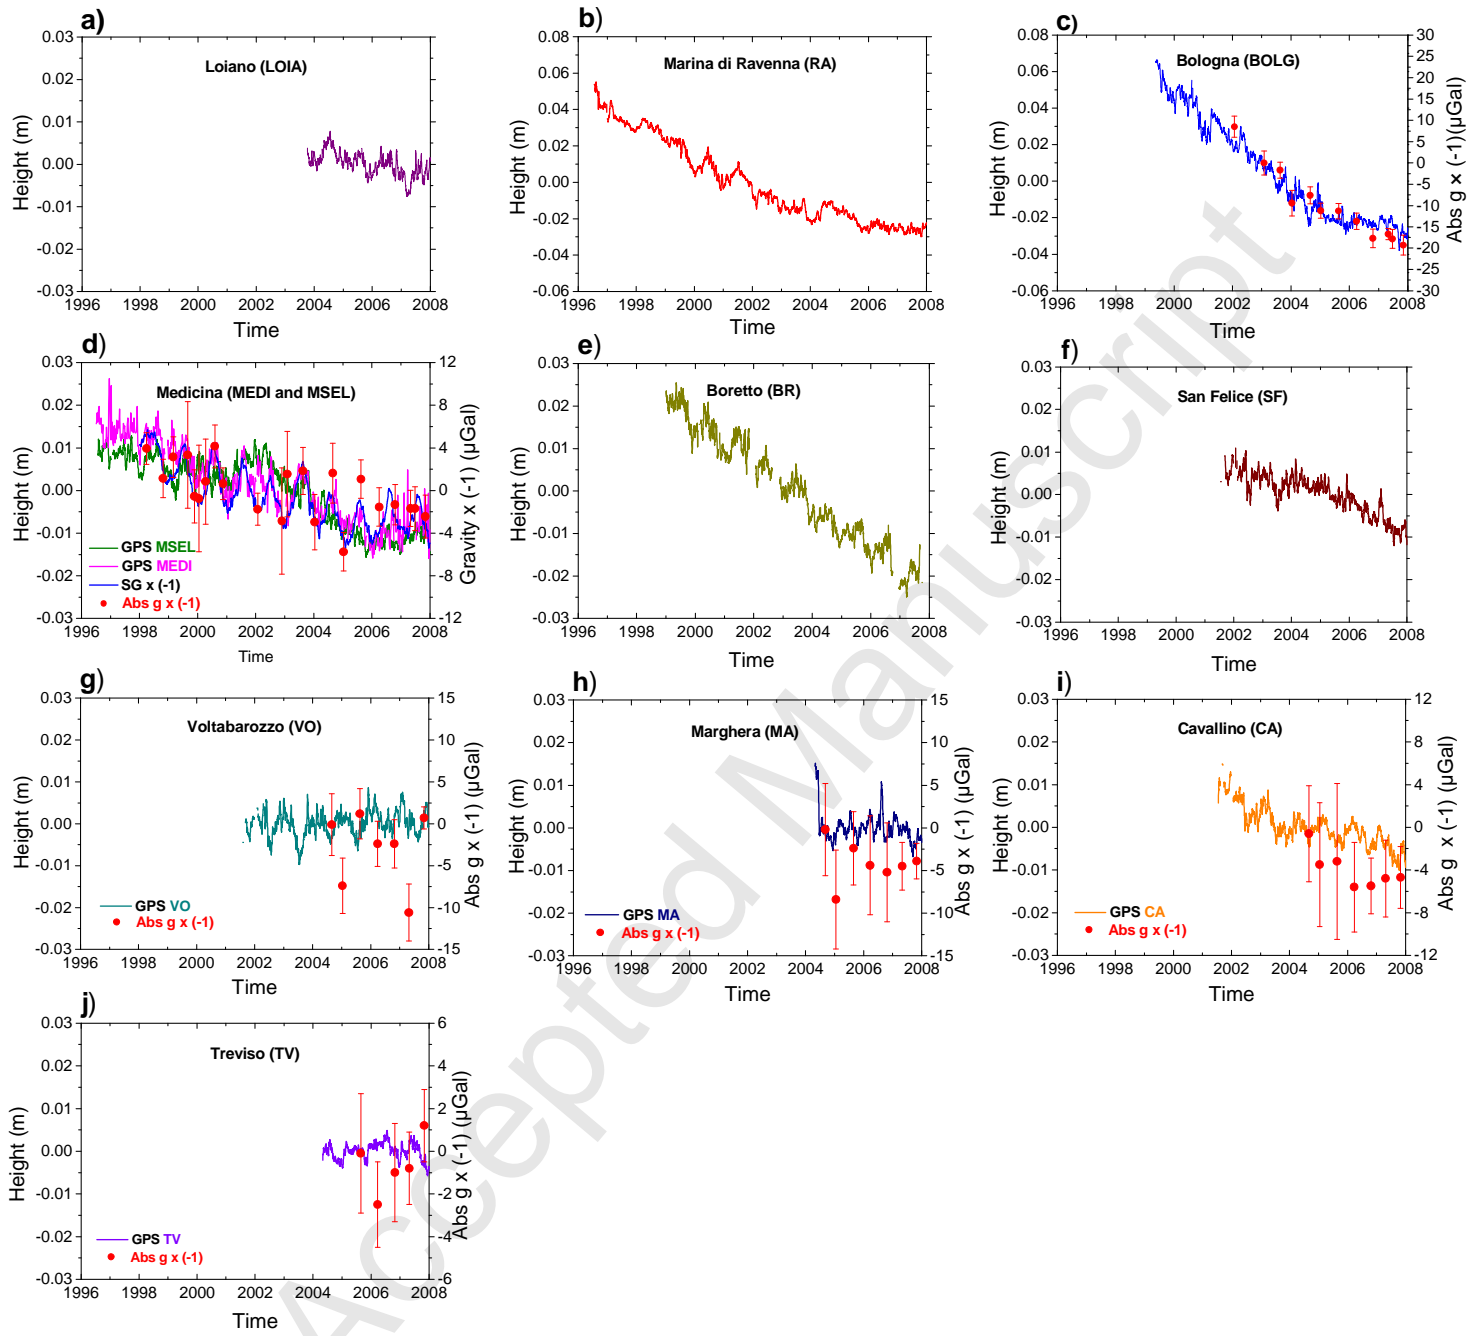 a)
Loiano (LOIA)
Height (m)
0.03
0.02
0.01
0.00
-0.01
-0.02
-0.03
1996 1998 2000 2002 2004 2006 2008
Time
b)
Marina di Ravenna (RA)
Height (m)
0.08
0.06
0.04
0.02
0.00
-0.02
-0.04
-0.06
1996 1998 2000 2002 2004 2006 2008
Time
c)
Bologna (BOLG)
Height (m)
0.08
0.06
0.04
0.02
0.00
-0.02
-0.04
-0.06
30
25
20
15
10
5
0
-5
-10
-15
-20
-25
-30
Abs g × (-1)(μGal)
1996 1998 2000 2002 2004 2006 2008
Time
d)
Medicina (MEDI and MSEL)
Height (m)
0.03
0.02
0.01
0.00
-0.01
-0.02
-0.03
12
8
4
0
-4
-8
-12
Gravity x (-1) (μGal)
GPS MSEL
GPS MEDI
SG x (-1)
Abs g x (-1)
1996 1998 2000 2002 2004 2006 2008
Time
e)
Boretto (BR)
Height (m)
0.03
0.02
0.01
0.00
-0.01
-0.02
-0.03
1996 1998 2000 2002 2004 2006 2008
Time
f)
San Felice (SF)
Height (m)
0.03
0.02
0.01
0.00
-0.01
-0.02
-0.03
1996 1998 2000 2002 2004 2006 2008
Time
g)
Voltabarozzo (VO)
Height (m)
0.03
0.02
0.01
0.00
-0.01
-0.02
-0.03
15
10
5
0
-5
-10
-15
Abs g x (-1) (μGal)
GPS VO
Abs g x (-1)
1996 1998 2000 2002 2004 2006 2008
Time
h)
Marghera (MA)
Height (m)
0.03
0.02
0.01
0.00
-0.01
-0.02
-0.03
15
10
5
0
-5
-10
-15
Abs g x (-1) (μGal)
GPS MA
Abs g x (-1)
1996 1998 2000 2002 2004 2006 2008
Time
i)
Cavallino (CA)
Height (m)
0.03
0.02
0.01
0.00
-0.01
-0.02
-0.03
12
8
4
0
-4
-8
-12
Abs g x (-1) (μGal)
GPS CA
Abs g x (-1)
1996 1998 2000 2002 2004 2006 2008
Time
j)
Treviso (TV)
Height (m)
0.03
0.02
0.01
0.00
-0.01
-0.02
-0.03
6
4
2
0
-2
-4
-6
Abs g x (-1) (μGal)
GPS TV
Abs g x (-1)
1996 1998 2000 2002 2004 2006 2008
Time
Accepted Manuscript